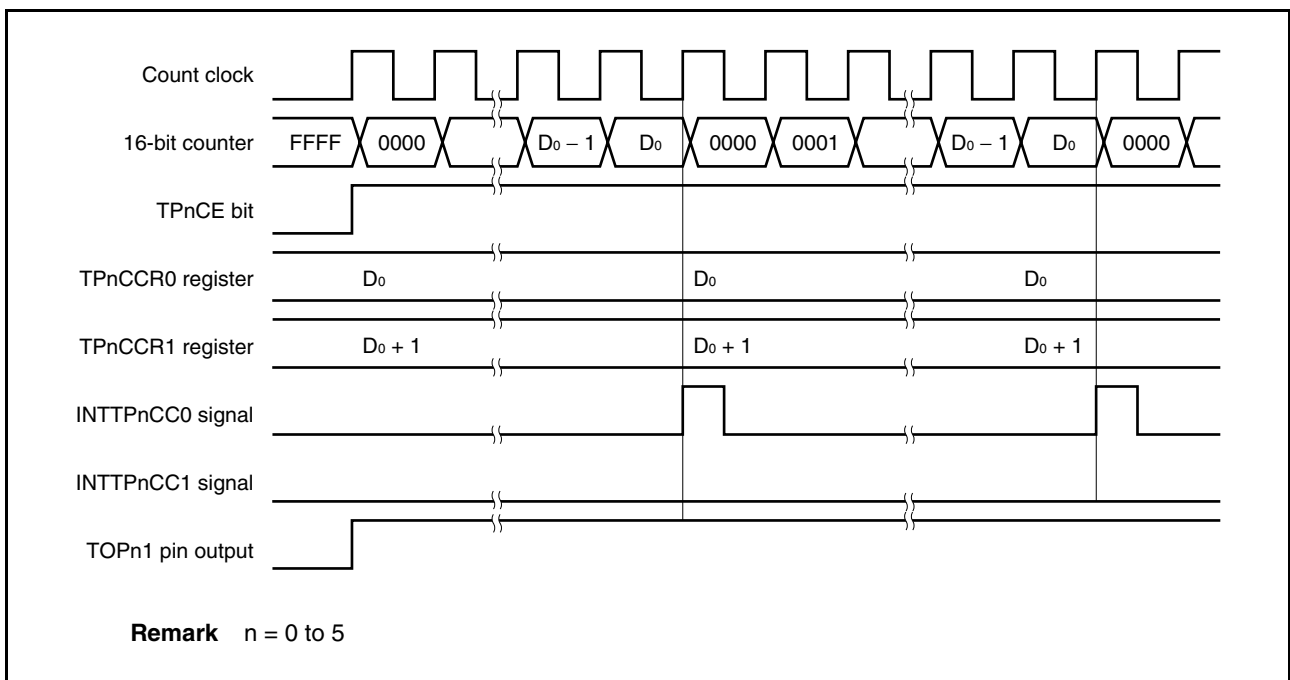 Count clock
16-bit counter FFFF 0000 D0 – 1 D0 0000 0001 D0 – 1 D0 0000
TPnCE bit
TPnCCR0 register D0 D0 D0
TPnCCR1 register D0 + 1 D0 + 1 D0 + 1
INTTPnCC0 signal
INTTPnCC1 signal
TOPn1 pin output
Remark n = 0 to 5